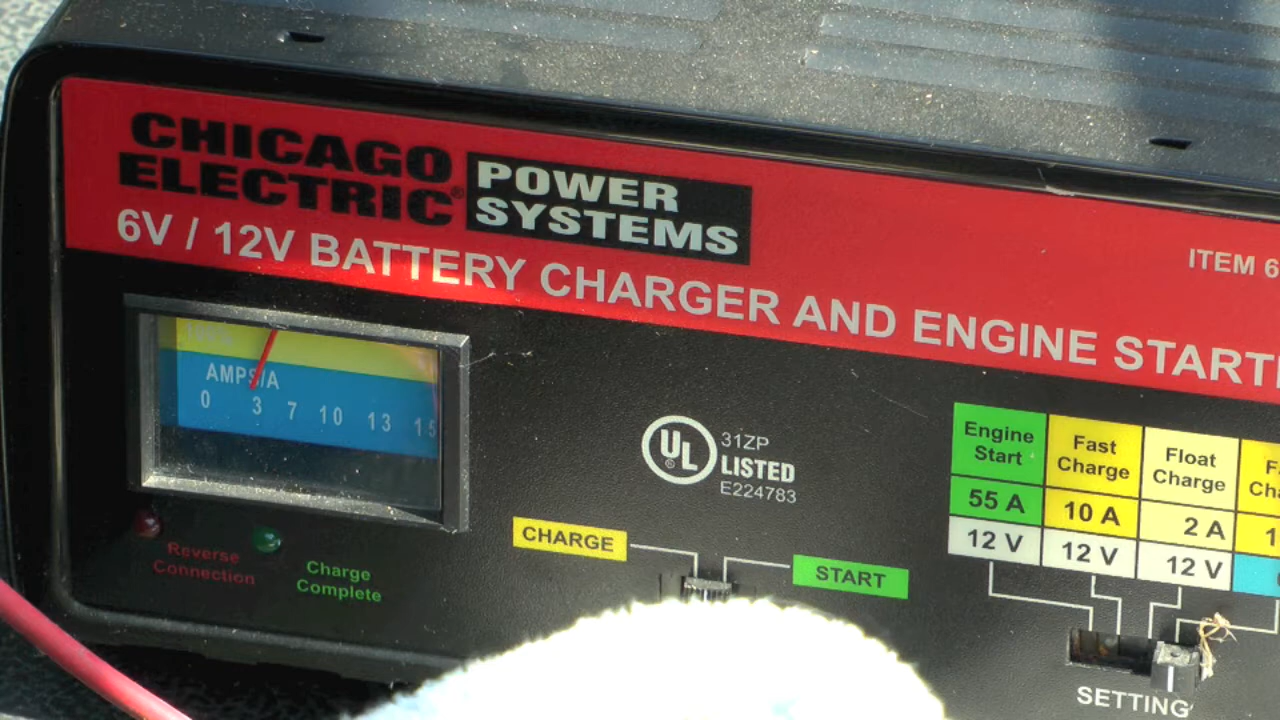 CHICAGO
ELECTRIC®
POWER
SYSTEMS
6V / 12V BATTERY CHARGER AND ENGINE
ITEM 6
AMPS/A
0 3 7 10 13 15
Reverse
Connection
Charge
Complete
UL
®
31ZP
LISTED
E224783
CHARGE
START
Engine
Start
Fast
Charge
Float
Charge
55 A
10 A
2 A
12 V
12 V
12 V
SETTING